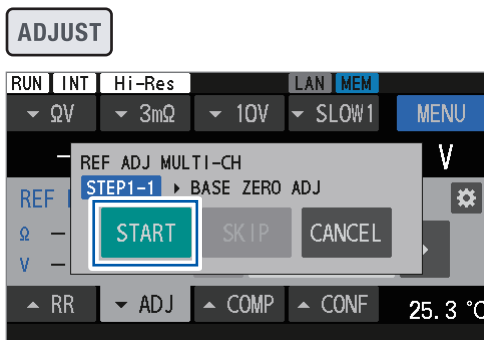 ADJUST
RUN INT Hi-Res LAN MEM
ΩV 3mΩ 10V SLOW1 MENU
REF ADJ MULTI-CH V
STEP1-1 BASE ZERO ADJ
REF
START SKIP CANCEL
Ω —
V —
RR ADJ COMP CONF 25.3 °C